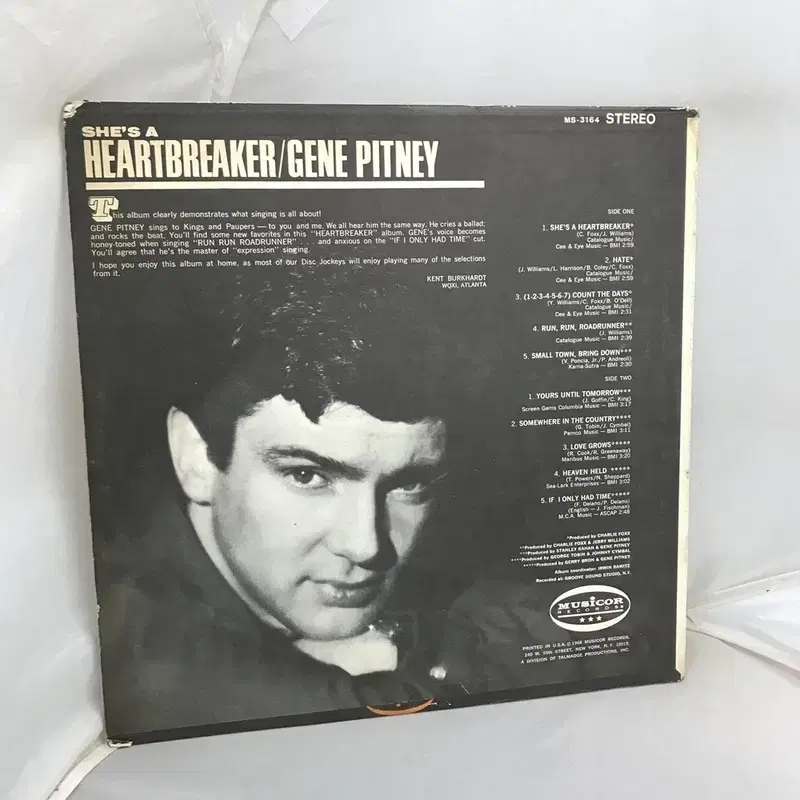 SHE'S A
HEARTBREAKER/GENE PITNEY
MS-3164 STEREO
This album clearly demonstrates what singing is all about!
GENE PITNEY sings to Kings and Paupers — to you and me. We all hear him the same way. He cries a ballad;
and rocks the beat. You'll find some new favorites in this "HEARTBREAKER" album. GENE'S voice becomes
honey-toned when singing "RUN RUN ROADRUNNER" . . . and anxious on the "IF I ONLY HAD TIME" cut.
You'll agree that he's the master of "expression" singing.
I hope you enjoy this album at home, as most of our Disc Jockeys will enjoy playing many of the selections
from it.
KENT BURKHARDT
WQXI, ATLANTA
SIDE ONE
1. SHE'S A HEARTBREAKER*
(C. Foxx/J. Williams)
Catalogue Music/
Cee & Eye Music — BMI 2:59
2. HATE*
(J. Williams/L. Harrison/B. Coley/C. Foxx)
Catalogue Music/
Cee & Eye Music — BMI 2:59
3. (1-2-3-4-5-6-7) COUNT THE DAYS*
(Y. Williams/C. Foxx/B. O'Dell)
Catalogue Music/
Cee & Eye Music — BMI 2:31
4. RUN, RUN, ROADRUNNER**
(J. Williams)
Catalogue Music — BMI 2:39
5. SMALL TOWN, BRING DOWN***
(V. Poncia, Jr./P. Andreoli)
Kama-Sutra — BMI 2:30
SIDE TWO
1. YOURS UNTIL TOMORROW***
(J. Goffin/C. King)
Screen Gems Columbia Music — BMI 3:17
2. SOMEWHERE IN THE COUNTRY****
(G. Tobin/J. Cymbal)
Pamco Music — BMI 3:11
3. LOVE GROWS*****
(R. Cook/R. Greenaway)
Maribus Music — BMI 3:20
4. HEAVEN HELD *****
(T. Powers/N. Sheppard)
Sea-Lark Enterprises — BMI 3:02
5. IF I ONLY HAD TIME*****
(F. Delano/P. Delano)
(English — J. Fischman)
M.C.A. Music — ASCAP 2:48
*Produced by CHARLIE FOXX
**Produced by CHARLIE FOXX & JERRY WILLIAMS
***Produced by STANLEY KAHAN & GENE PITNEY
****Produced by GEORGE TOBIN & JOHNNY CYMBAL
*****Produced by GERRY BRON & GENE PITNEY
Album coordinator: IRWIN RAWITZ
Recorded at: GROOVE SOUND STUDIO, N.Y.
MUSICOR
RECORDS
PRINTED IN U.S.A. © 1968 MUSICOR RECORDS,
240 W. 55th STREET, NEW YORK, N.Y. 10019
A DIVISION OF TALMADGE PRODUCTIONS, INC.